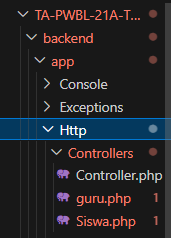 TA-PWBL-21A-T...
backend
app
Console
Exceptions
Http
Controllers
Controller.php
guru.php 1
Siswa.php 1